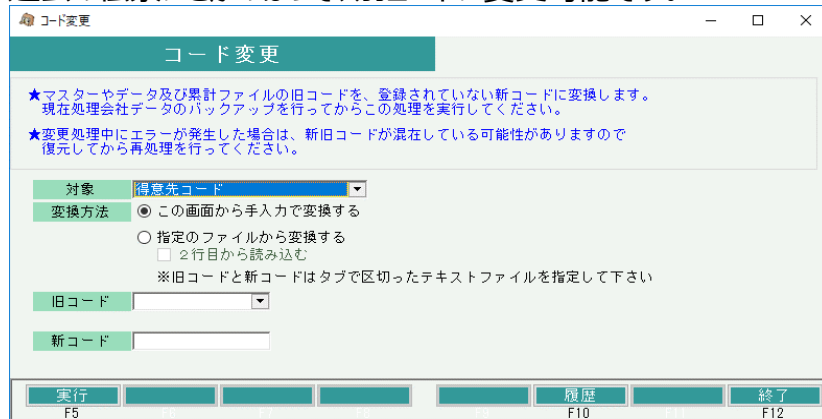 コード変更
コード変更
★マスターやデータ及び累計ファイルの旧コードを、登録されていない新コードに変換します。
現在処理会社データのバックアップを行ってからこの処理を実行してください。
★変更処理中にエラーが発生した場合は、新旧コードが混在している可能性がありますので
復元してから再処理を行ってください。
対象 得意先コード
変換方法 この画面から手入力で変換する
指定のファイルから変換する
2行目から読み込む
※旧コードと新コードはタブで区切ったテキストファイルを指定して下さい
旧コード
新コード
実行 履歴 終了
F5 F6 F7 F8 F9 F10 F11 F12